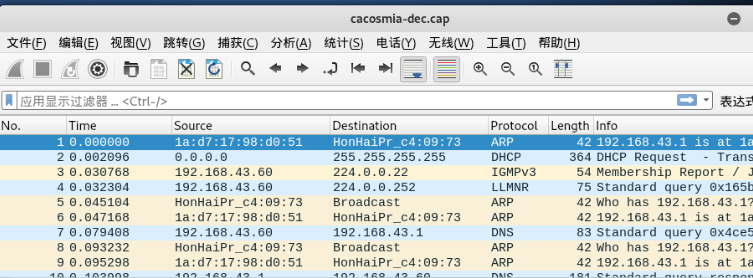 cacosmia-dec.cap
文件(F) 编辑(E) 视图(V) 跳转(G) 捕获(C) 分析(A) 统计(S) 电话(Y) 无线(W) 工具(T) 帮助(H)
应用显示过滤器 … <Ctrl-/> 表达式
No. Time Source Destination Protocol Length Info
1 0.000000 1a:d7:17:98:d0:51 HonHaiPr_c4:09:73 ARP 42 192.168.43.1 is at 1a
2 0.002096 0.0.0.0 255.255.255.255 DHCP 364 DHCP Request - Trans
3 0.030768 192.168.43.60 224.0.0.22 IGMPv3 54 Membership Report / J
4 0.032304 192.168.43.60 224.0.0.252 LLMNR 75 Standard query 0x165b
5 0.045104 HonHaiPr_c4:09:73 Broadcast ARP 42 Who has 192.168.43.1?
6 0.047168 1a:d7:17:98:d0:51 HonHaiPr_c4:09:73 ARP 42 192.168.43.1 is at 1a
7 0.079408 192.168.43.60 192.168.43.1 DNS 83 Standard query 0x4ce5
8 0.093232 HonHaiPr_c4:09:73 Broadcast ARP 42 Who has 192.168.43.1?
9 0.095298 1a:d7:17:98:d0:51 HonHaiPr_c4:09:73 ARP 42 192.168.43.1 is at 1a
10 0.103998 192.168.43.1 192.168.43.60 DNS 181 Standard query respon